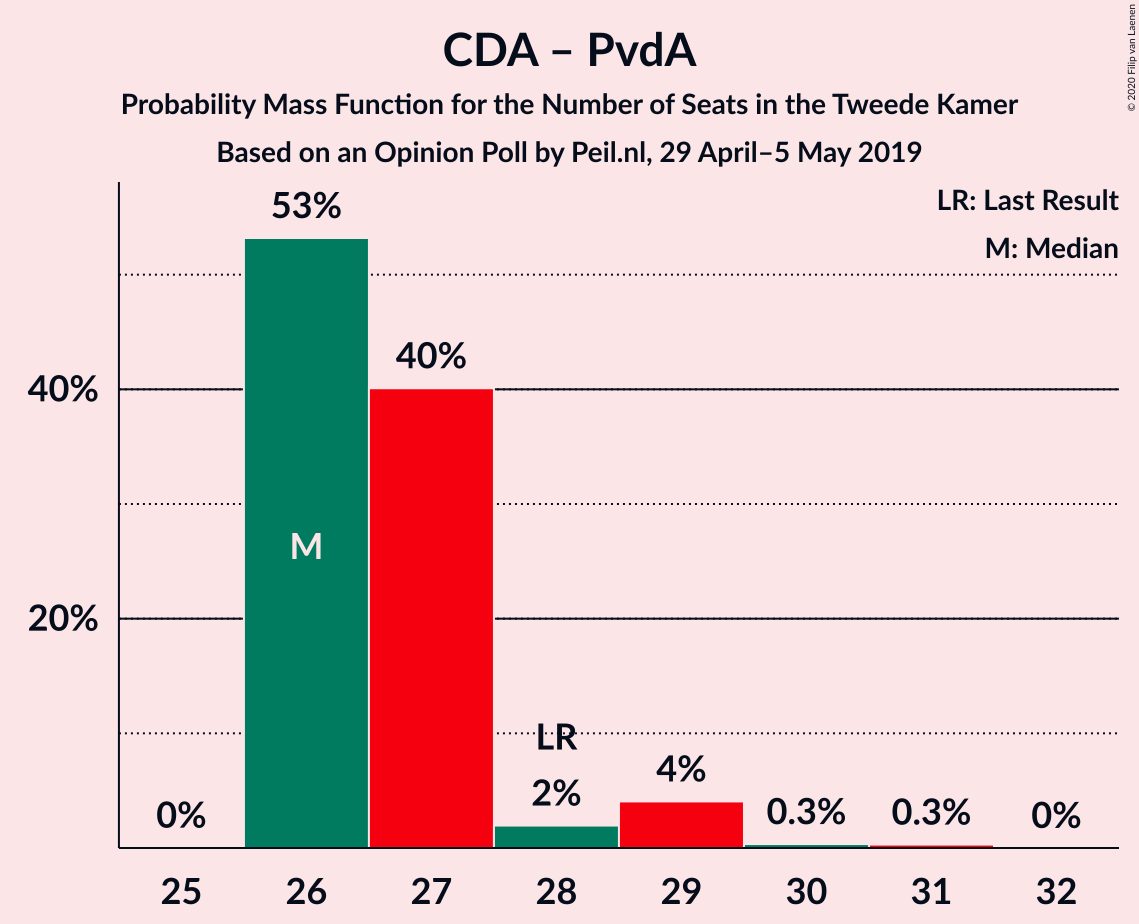 CDA – PvdA
Probability Mass Function for the Number of Seats in the Tweede Kamer
Based on an Opinion Poll by Peil.nl, 29 April–5 May 2019
© 2020 Filip van Laenen
LR: Last Result
M: Median
53%
40%
40%
M
20%
LR
0%
2%
4%
0.3%
0.3%
0%
25
26
27
28
29
30
31
32